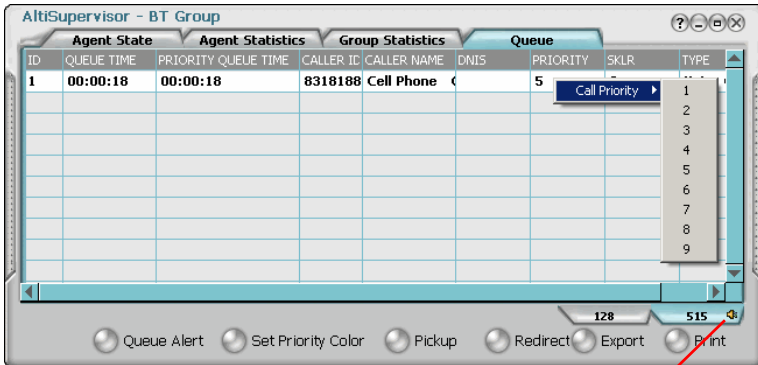 AltiSupervisor - BT Group
Agent State Agent Statistics Group Statistics Queue
ID QUEUE TIME PRIORITY QUEUE TIME CALLER ID CALLER NAME DNIS PRIORITY SKLR TYPE
1 00:00:18 00:00:18 8318188 Cell Phone 5
Call Priority
1
2
3
4
5
6
7
8
9
128 515
Queue Alert Set Priority Color Pickup Redirect Export Print